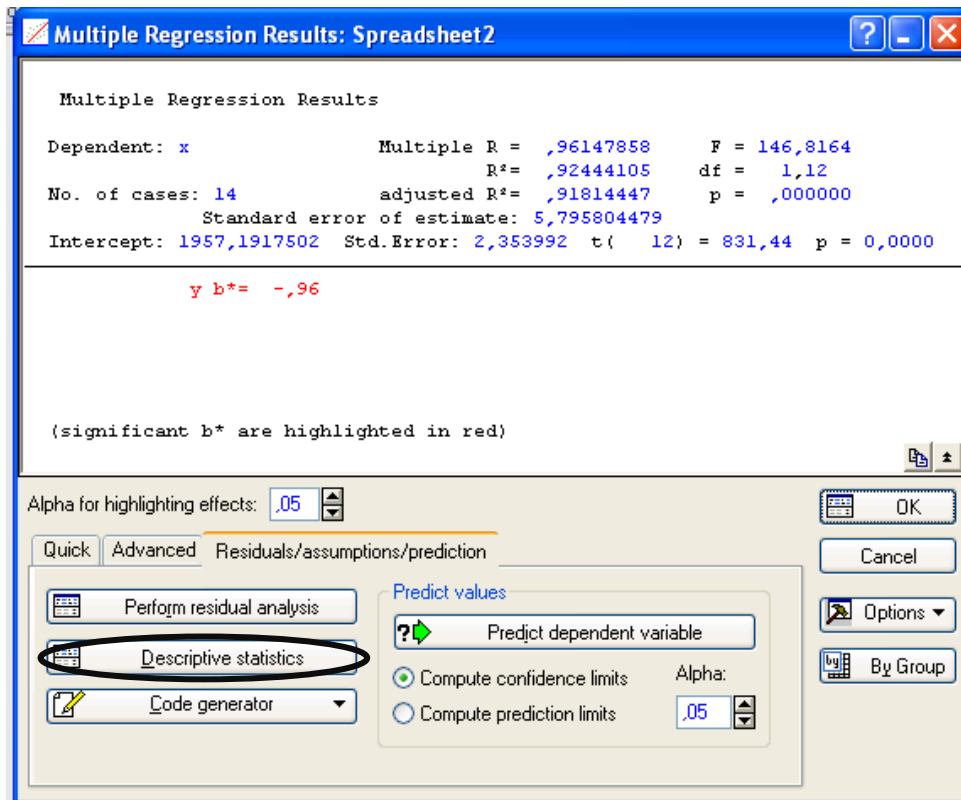 Multiple Regression Results: Spreadsheet2
Multiple Regression Results
Dependent: x Multiple R = ,96147858 F = 146,8164
R²= ,92444105 df = 1,12
No. of cases: 14 adjusted R²= ,91814447 p = ,000000
Standard error of estimate: 5,795804479
Intercept: 1957,1917502 Std.Error: 2,353992 t( 12) = 831,44 p = 0,0000
y b*= -,96
(significant b* are highlighted in red)
Alpha for highlighting effects: ,05
OK
Quick Advanced Residuals/assumptions/prediction
Cancel
Perform residual analysis
Predict values
Predict dependent variable
Options
Descriptive statistics
Compute confidence limits Alpha:
By Group
Code generator
Compute prediction limits ,05